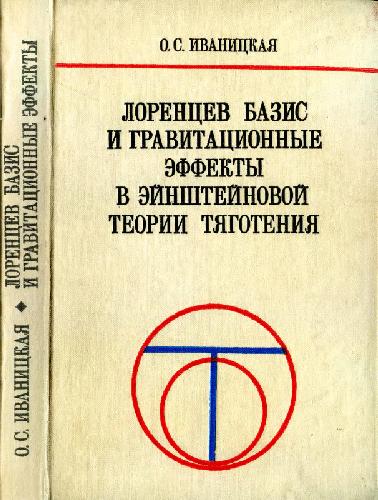 О. С. ИВАНИЦКАЯ
ЛОРЕНЦЕВ БАЗИС
И ГРАВИТАЦИОННЫЕ
ЭФФЕКТЫ
В ЭЙНШТЕЙНОВОЙ
ТЕОРИИ ТЯГОТЕНИЯ
О. С. ИВАНИЦКАЯ ◆ ЛОРЕНЦЕВ БАЗИС
И ГРАВИТАЦИОННЫЕ ЭФФЕКТЫ